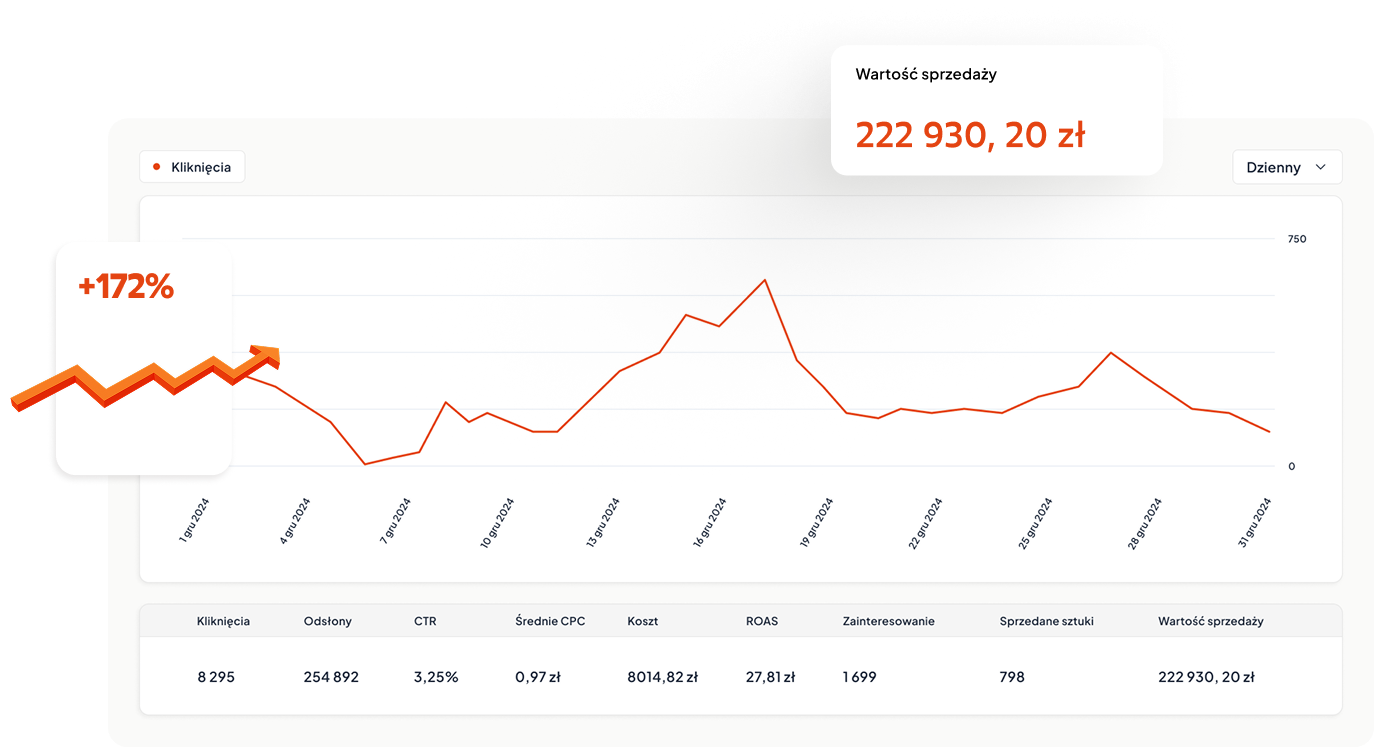 Wartość sprzedaży
222 930, 20 zł
Kliknięcia
Dzienny
750
+172%
0
1 gru 2024
4 gru 2024
7 gru 2024
10 gru 2024
13 gru 2024
16 gru 2024
19 gru 2024
22 gru 2024
25 gru 2024
28 gru 2024
31 gru 2024
Kliknięcia Odsłony CTR Średnie CPC Koszt ROAS Zainteresowanie Sprzedane sztuki Wartość sprzedaży
8 295 254 892 3,25% 0,97 zł 8014,82 zł 27,81 zł 1 699 798 222 930, 20 zł